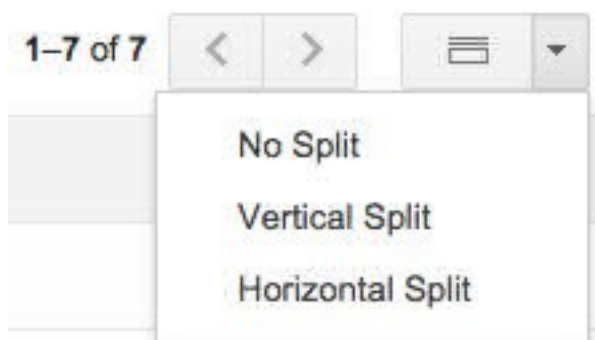 1–7 of 7
No Split
Vertical Split
Horizontal Split